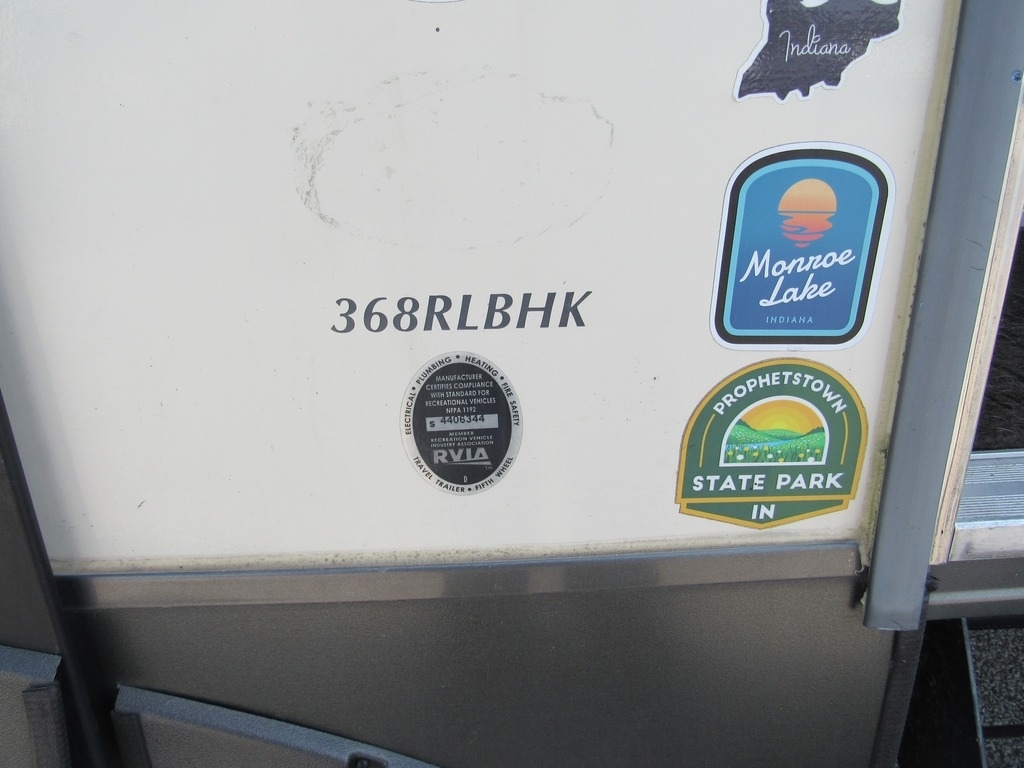 Indiana
Monroe
Lake
INDIANA
368RLBHK
ELECTRICAL • PLUMBING • HEATING • FIRE SAFETY
MANUFACTURER
CERTIFIES COMPLIANCE
WITH STANDARD FOR
RECREATIONAL VEHICLES
NFPA 1192
S 4408344
MEMBER
RECREATION VEHICLE
INDUSTRY ASSOCIATION
RVIA
D
TRAVEL TRAILER • FIFTH WHEEL
PROPHETSTOWN
STATE PARK
IN